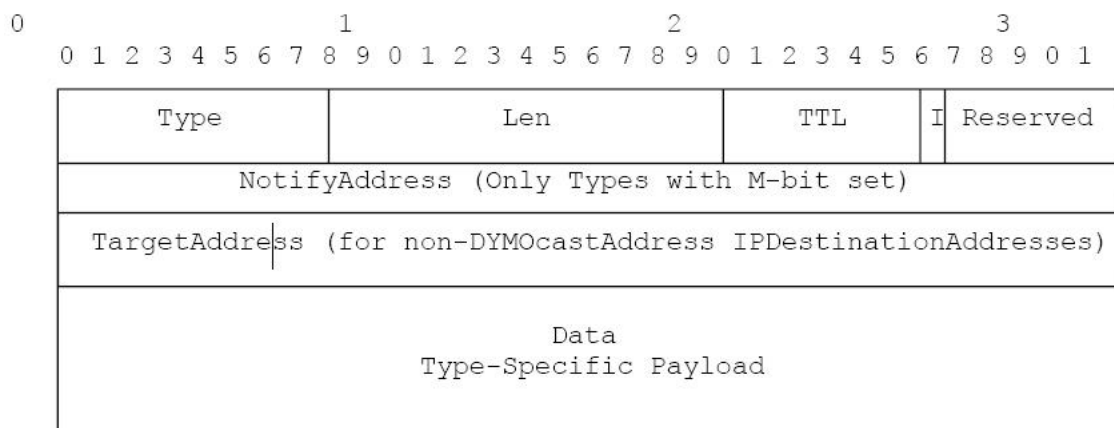 0 1 2 3
0 1 2 3 4 5 6 7 8 9 0 1 2 3 4 5 6 7 8 9 0 1 2 3 4 5 6 7 8 9 0 1
Type Len TTL I Reserved
NotifyAddress (Only Types with M-bit set)
TargetAddress (for non-DYMOcastAddress IPDestinationAddresses)
Data
Type-Specific Payload